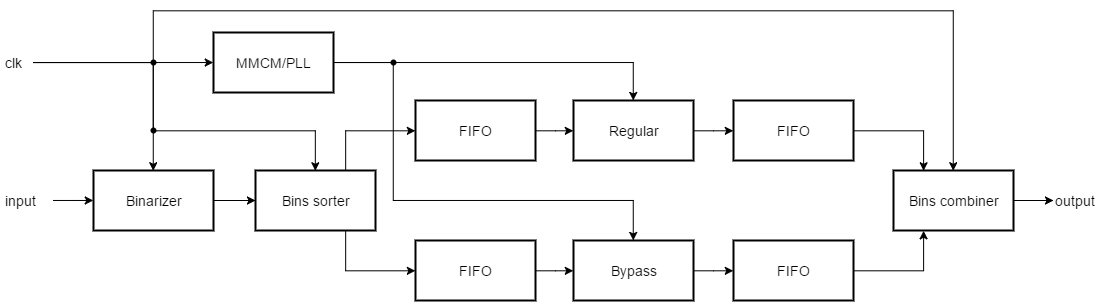 clk
MMCM/PLL
FIFO
Regular
FIFO
input
Binarizer
Bins sorter
Bins combiner
output
FIFO
Bypass
FIFO